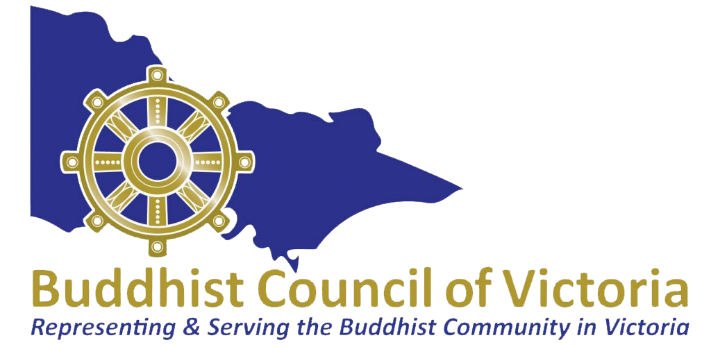 Buddhist Council of Victoria
Representing & Serving the Buddhist Community in Victoria